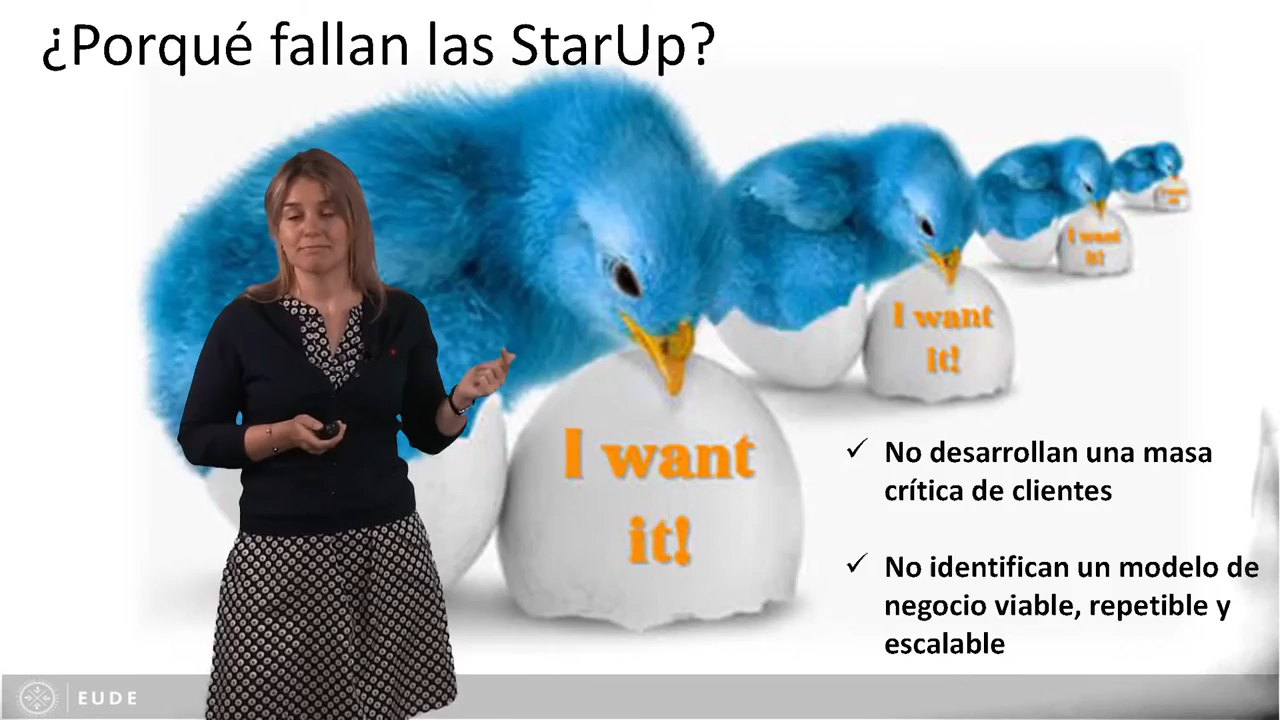 ¿Porqué fallan las StarUp?
I want
it!
I want
it!
I want
it!
No desarrollan una masa
crítica de clientes
No identifican un modelo de
negocio viable, repetible y
escalable
EUDE